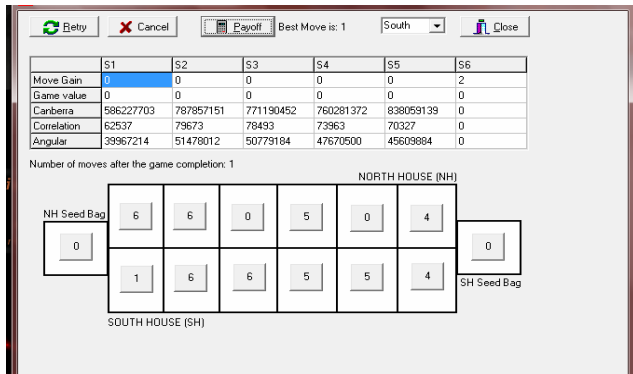 Retry Cancel Payoff Best Move is: 1 South Close
S1 S2 S3 S4 S5 S6
Move Gain 0 0 0 0 0 2
Game value 0 0 0 0 0 0
Canberra 586227703 787857151 771190452 760281372 838059139 0
Correlation 62537 79673 78493 73963 70327 0
Angular 39967214 51478012 50779184 47670500 45609884 0
Number of moves after the game completion: 1
NORTH HOUSE (NH)
NH Seed Bag 6 6 0 5 0 4
0 0
1 6 6 5 5 4 SH Seed Bag
SOUTH HOUSE (SH)